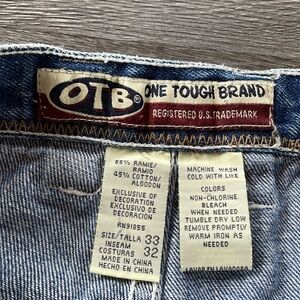 OTB® ONE TOUGH BRAND
REGISTERED U.S. TRADEMARK
55% RAMIE/
RAMIO
45% COTTON/
ALGODON
EXCLUSIVE OF
DECORATION
EXCLUSIVO DE
DECORACION
RN91855
SIZE/TALLA 33
INSEAM
COSTURAS 32
MADE IN CHINA
HECHO EN CHINA
MACHINE WASH
COLD WITH LIKE
COLORS
NON-CHLORINE
BLEACH
WHEN NEEDED
TUMBLE DRY LOW
REMOVE PROMPTLY
WARM IRON AS
NEEDED